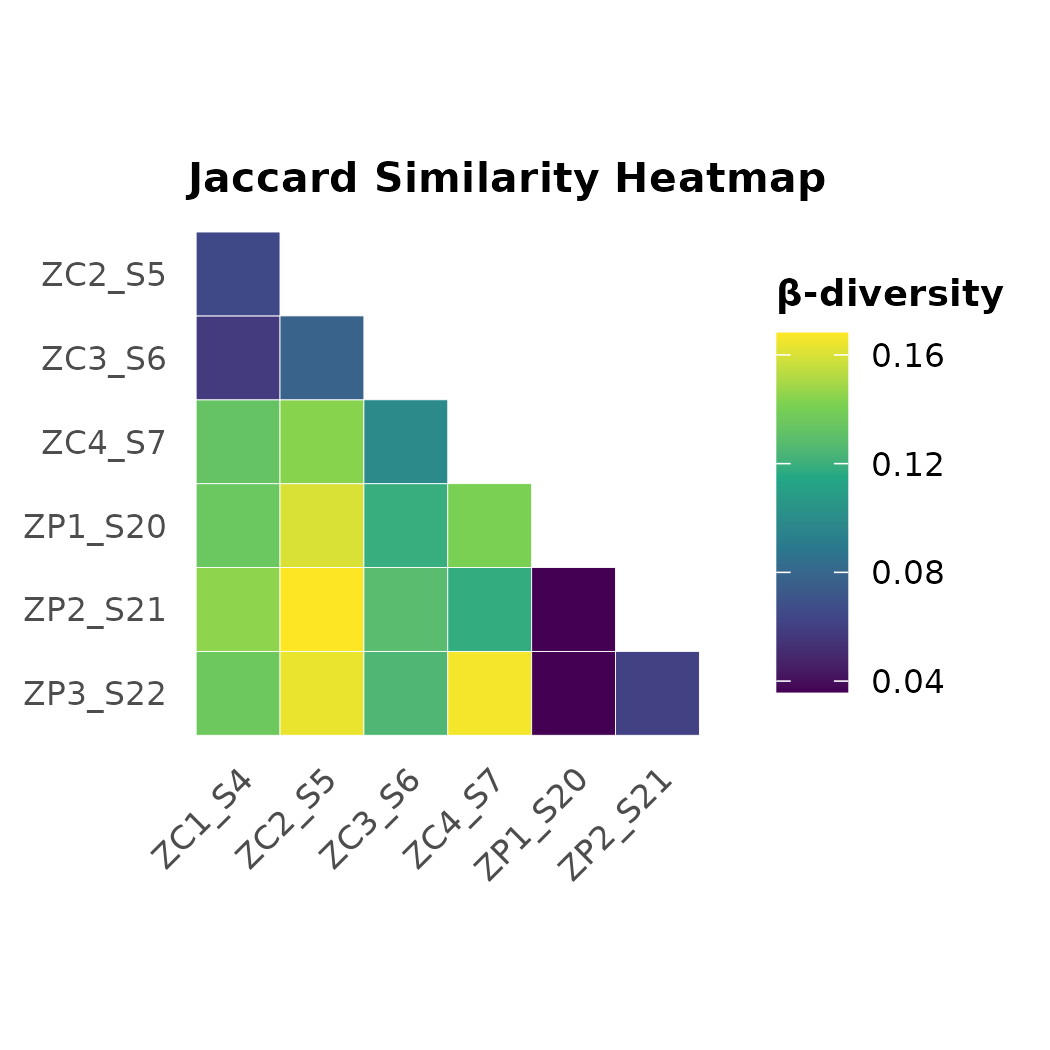 Jaccard Similarity Heatmap
ZC2_S5
ZC3_S6
ZC4_S7
ZP1_S20
ZP2_S21
ZP3_S22
ZC1_S4
ZC2_S5
ZC3_S6
ZC4_S7
ZP1_S20
ZP2_S21
β-diversity
0.16
0.12
0.08
0.04